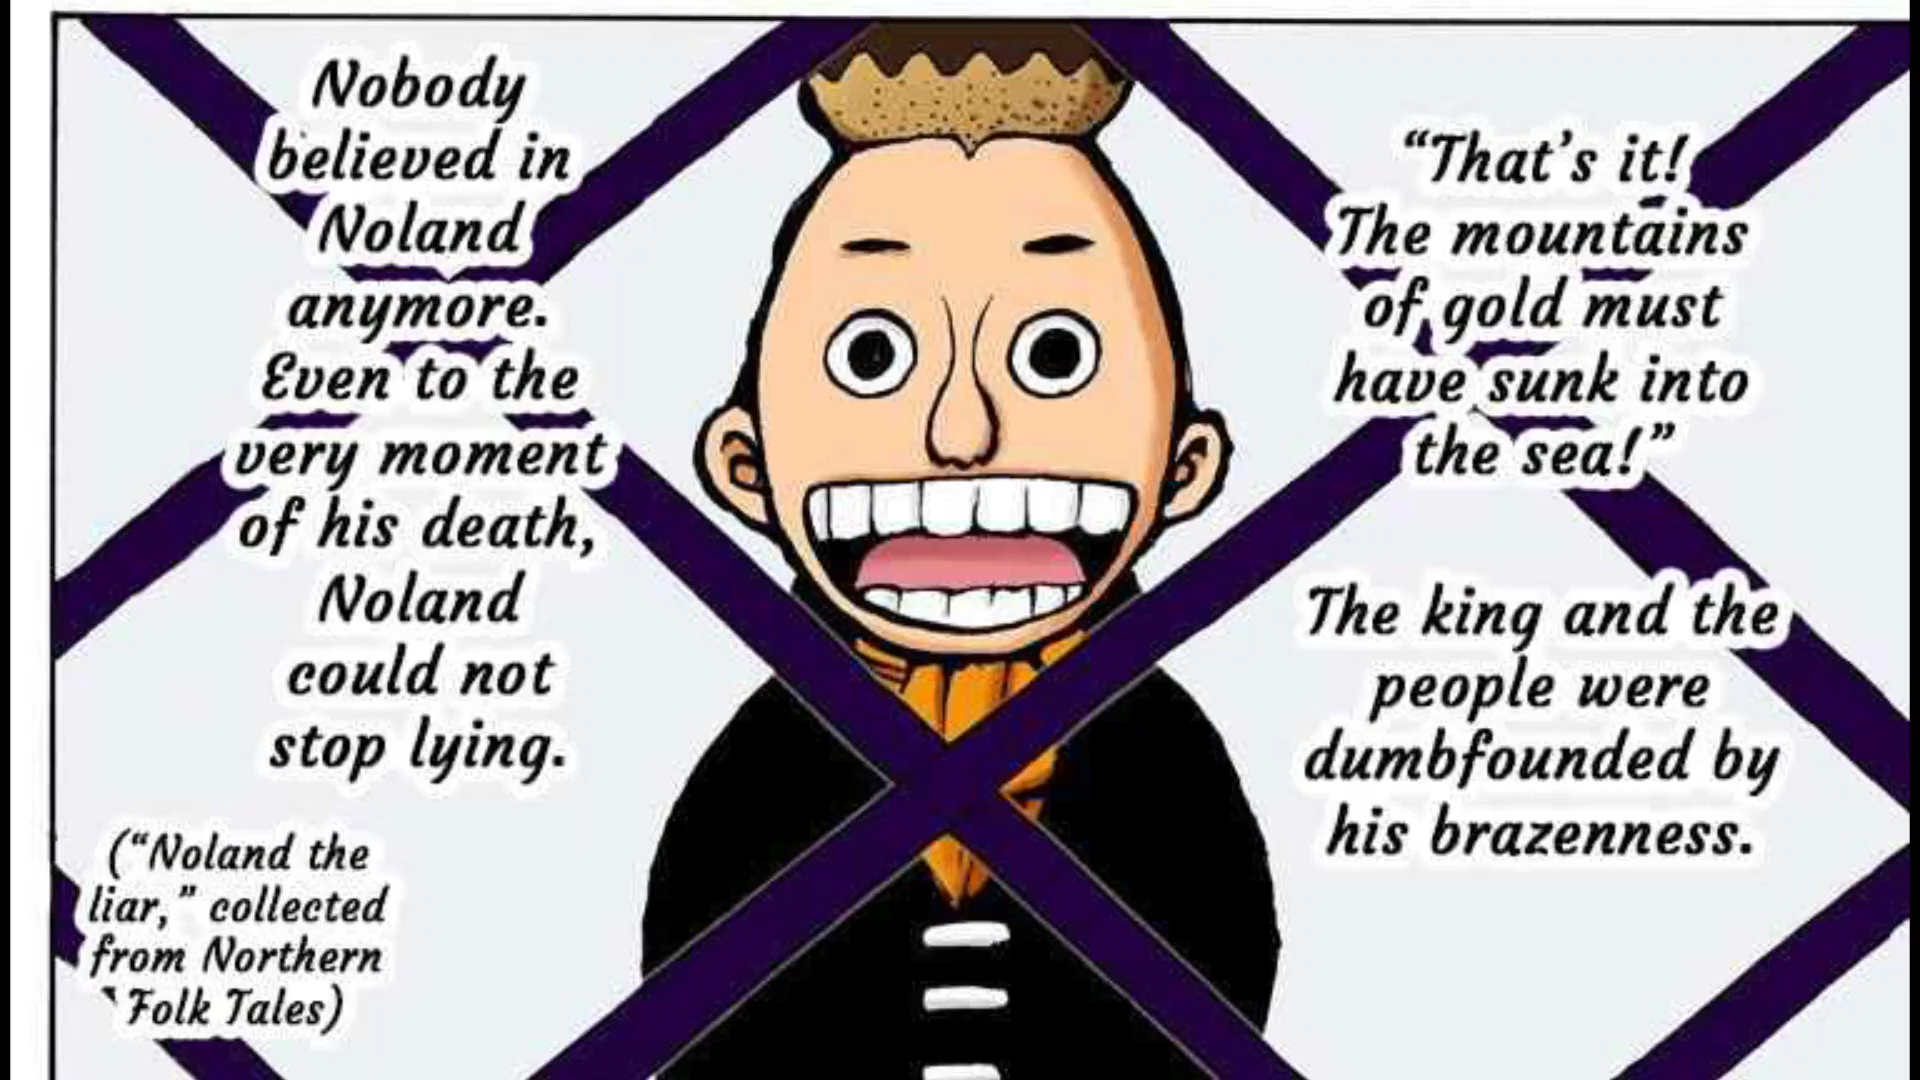 “That’s it!
The mountains
of gold must
have sunk into
the sea!”
The king and the
people were
dumbfounded by
his brazenness.
Nobody
believed in
Noland
anymore.
Even to the
very moment
of his death,
Noland
could not
stop lying.
(“Noland the
liar,” collected
from Northern
Folk Tales)